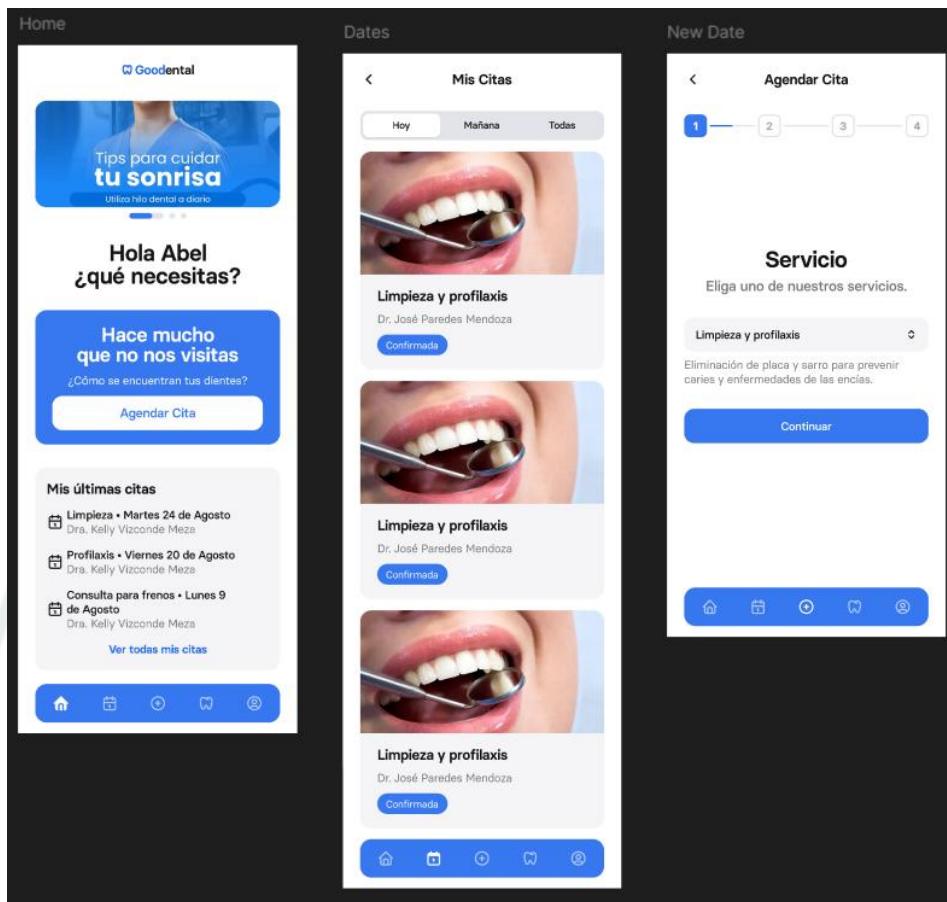 Home
Goodental
Tips para cuidar
tu sonrisa
Utiliza hilo dental a diario
Hola Abel
¿qué necesitas?
Hace mucho
que no nos visitas
¿Cómo se encuentran tus dientes?
Agendar Cita
Mis últimas citas
Limpieza • Martes 24 de Agosto
Dra. Kelly Vizconde Meza
Profilaxis • Viernes 20 de Agosto
Dra. Kelly Vizconde Meza
Consulta para frenos • Lunes 9
de Agosto
Dra. Kelly Vizconde Meza
Ver todas mis citas
Dates
Mis Citas
Hoy Mañana Todas
Limpieza y profilaxis
Dr. José Paredes Mendoza
Confirmada
Limpieza y profilaxis
Dr. José Paredes Mendoza
Confirmada
Limpieza y profilaxis
Dr. José Paredes Mendoza
Confirmada
New Date
Agendar Cita
1 2 3 4
Servicio
Eliga uno de nuestros servicios.
Limpieza y profilaxis
Eliminación de placa y sarro para prevenir
caries y enfermedades de las encías.
Continuar